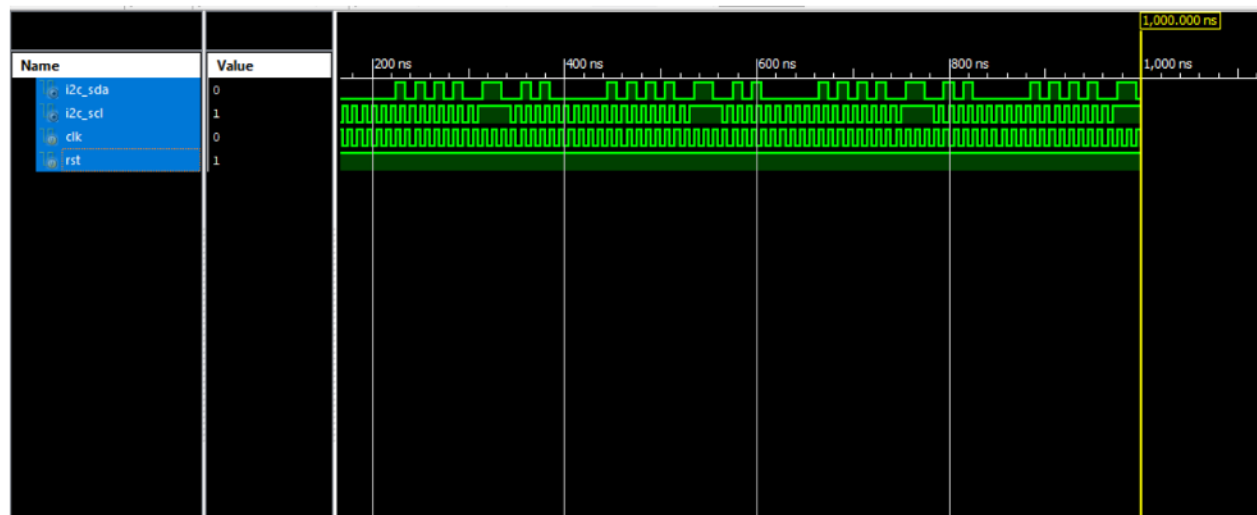 1,000.000 ns
Name Value 200 ns 400 ns 600 ns 800 ns 1,000 ns
i2c_sda 0
i2c_scl 1
clk 0
rst 1